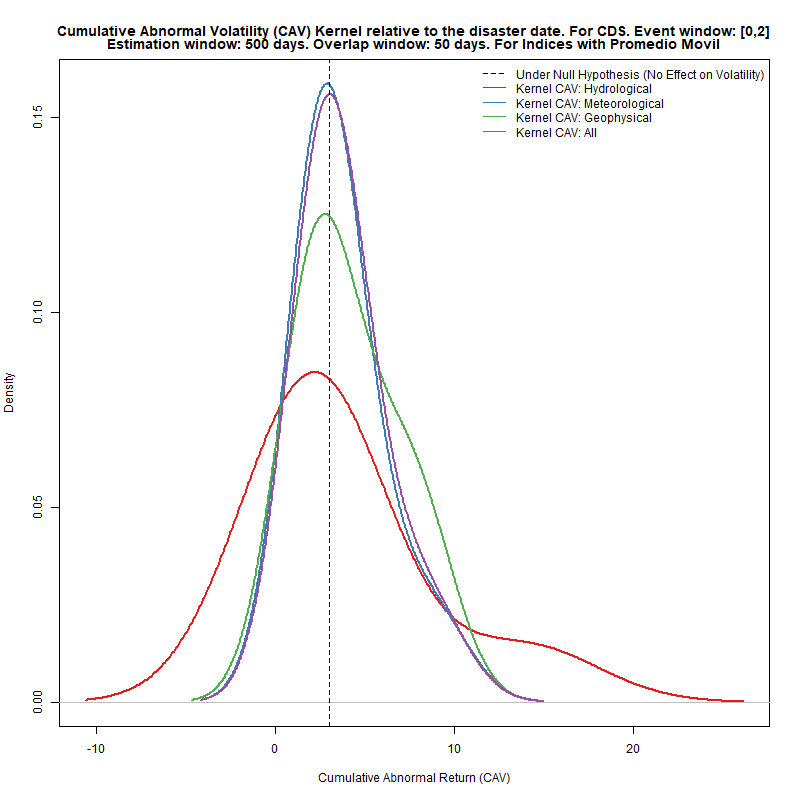 Cumulative Abnormal Volatility (CAV) Kernel relative to the disaster date. For CDS. Event window: [0,2]
Estimation window: 500 days. Overlap window: 50 days. For Indices with Promedio Movil
Under Null Hypothesis (No Effect on Volatility)
Kernel CAV: Hydrological
Kernel CAV: Meteorological
Kernel CAV: Geophysical
Kernel CAV: All
0.15
0.10
0.05
0.00
Density
-10
0
10
20
Cumulative Abnormal Return (CAV)